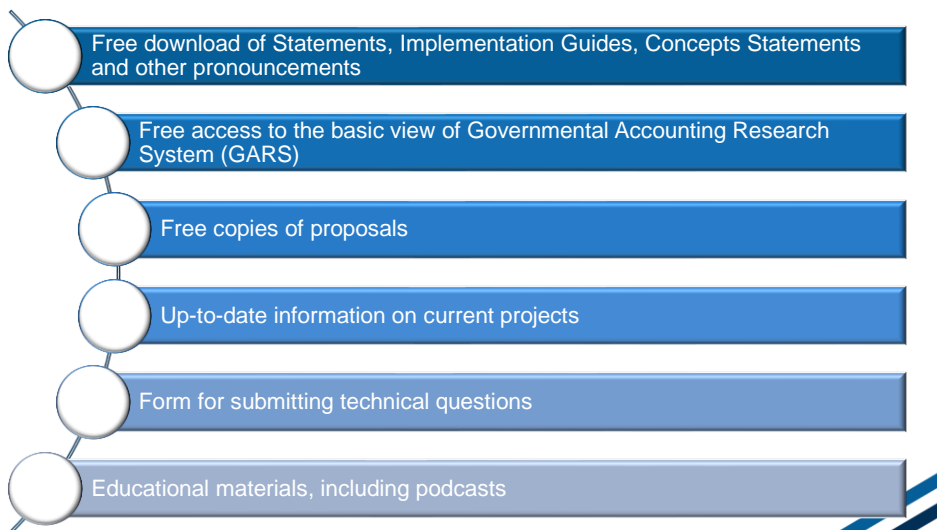 Free download of Statements, Implementation Guides, Concepts Statements
and other pronouncements
Free access to the basic view of Governmental Accounting Research
System (GARS)
Free copies of proposals
Up-to-date information on current projects
Form for submitting technical questions
Educational materials, including podcasts